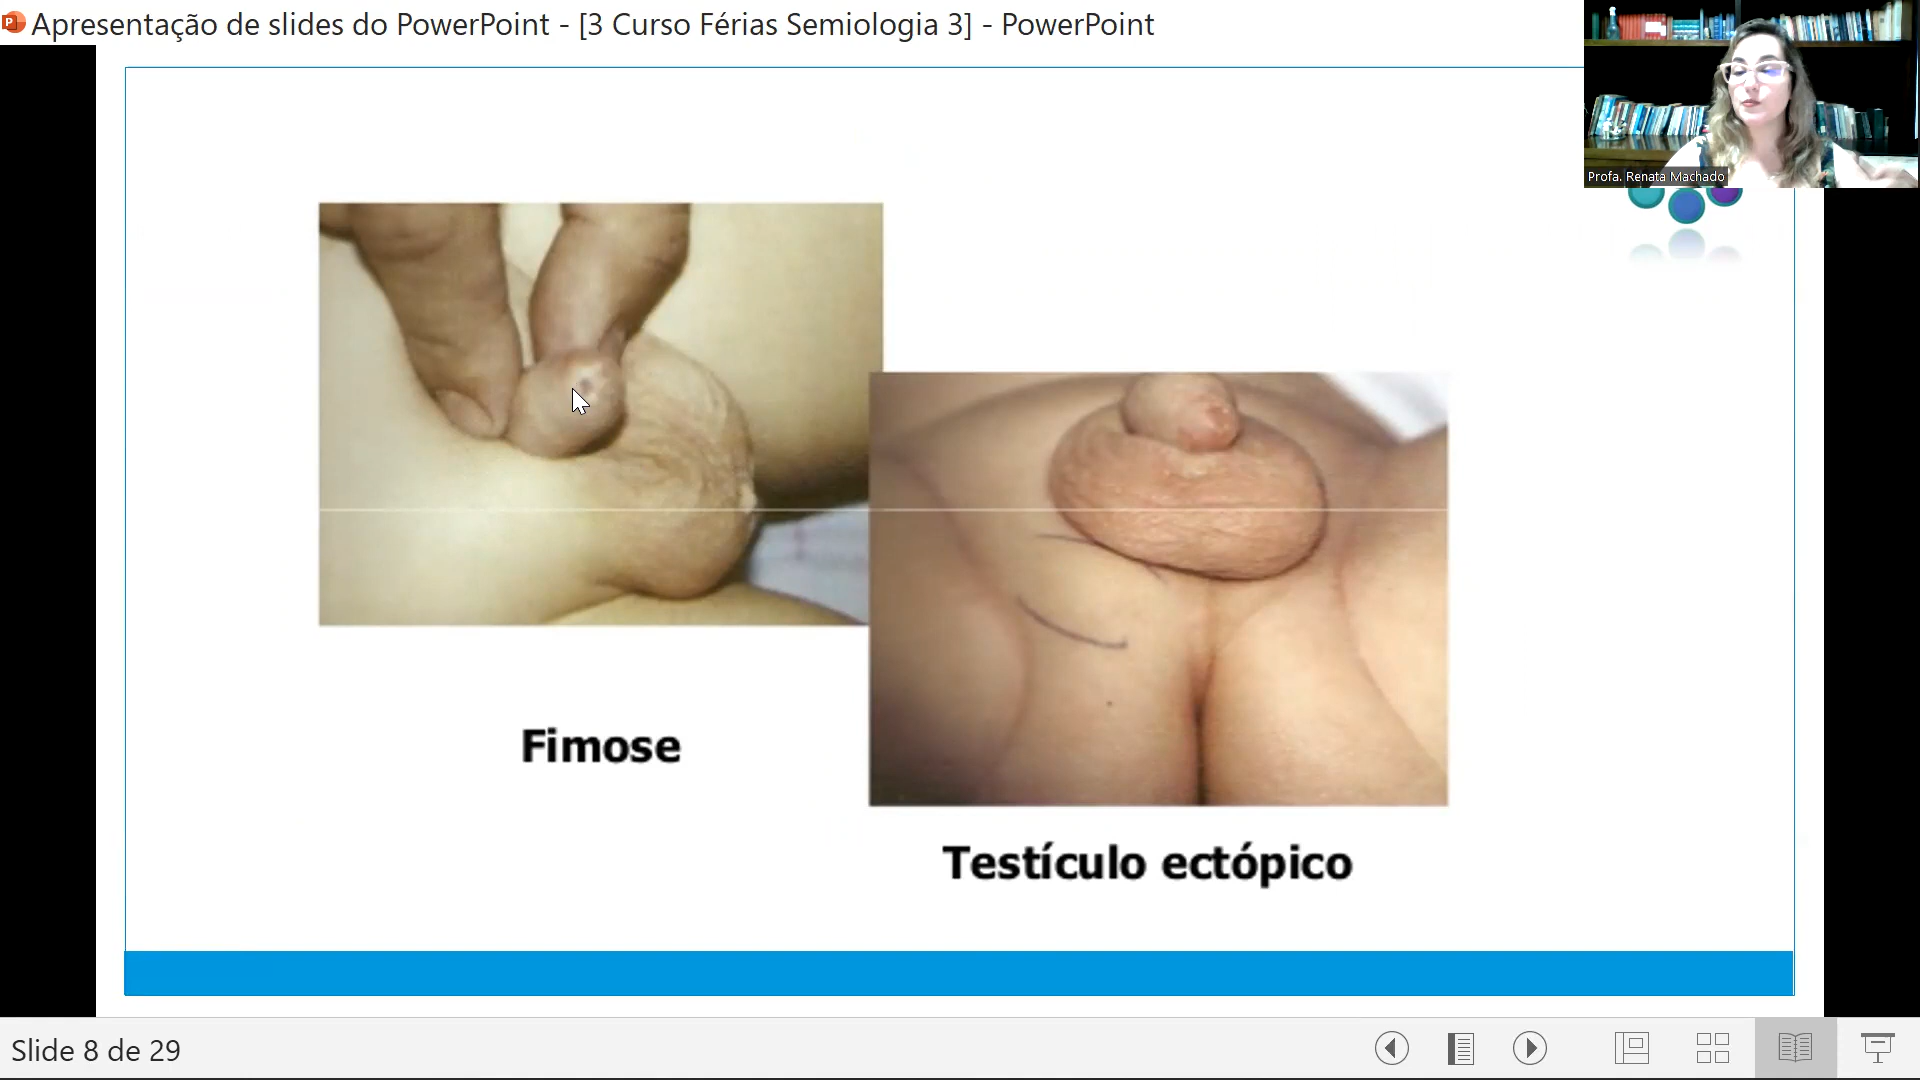 Apresentação de slides do PowerPoint - [3 Curso Férias Semiologia 3] - PowerPoint
Profa. Renata Machado
Fimose
Testículo ectópico
Slide 8 de 29